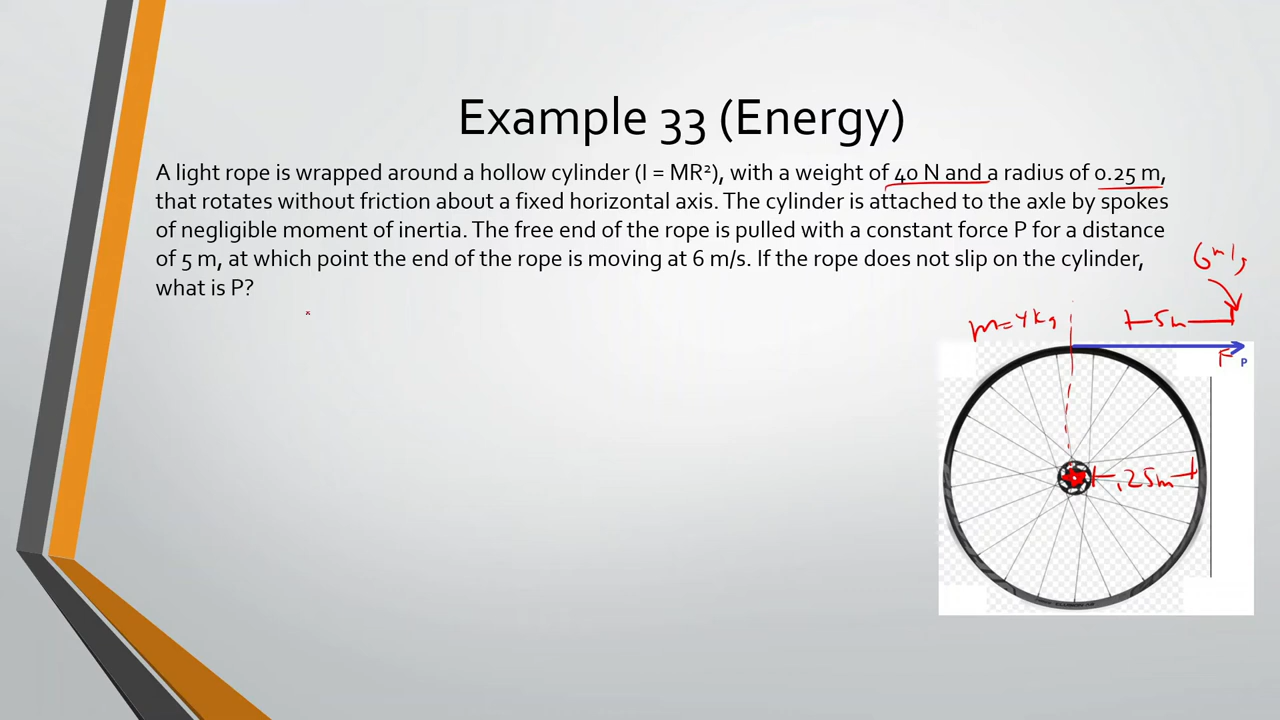 Example 33 (Energy)
A light rope is wrapped around a hollow cylinder (I = MR²), with a weight of 40 N and a radius of 0.25 m,
that rotates without friction about a fixed horizontal axis. The cylinder is attached to the axle by spokes
of negligible moment of inertia. The free end of the rope is pulled with a constant force P for a distance
of 5 m, at which point the end of the rope is moving at 6 m/s. If the rope does not slip on the cylinder,
what is P?
6 m/s
m=4kg
5m
F
P
.25m